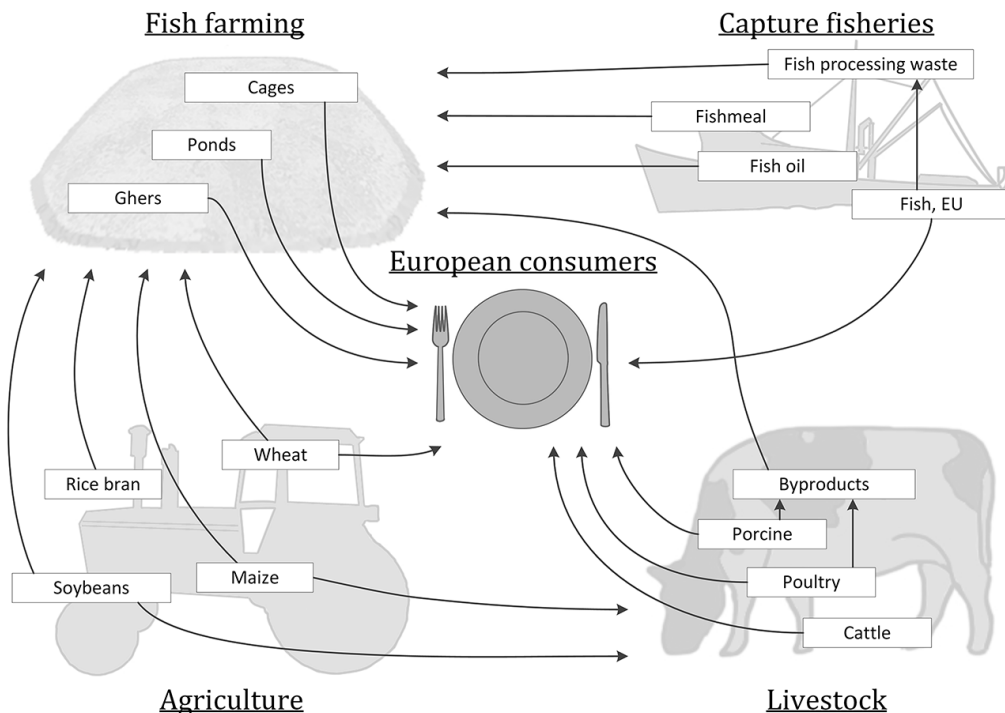 Fish farming
Capture fisheries
Fish processing waste
Cages
Fishmeal
Ponds
Fish oil
Ghers
Fish, EU
European consumers
Wheat
Rice bran
Byproducts
Porcine
Maize
Poultry
Soybeans
Cattle
Agriculture
Livestock